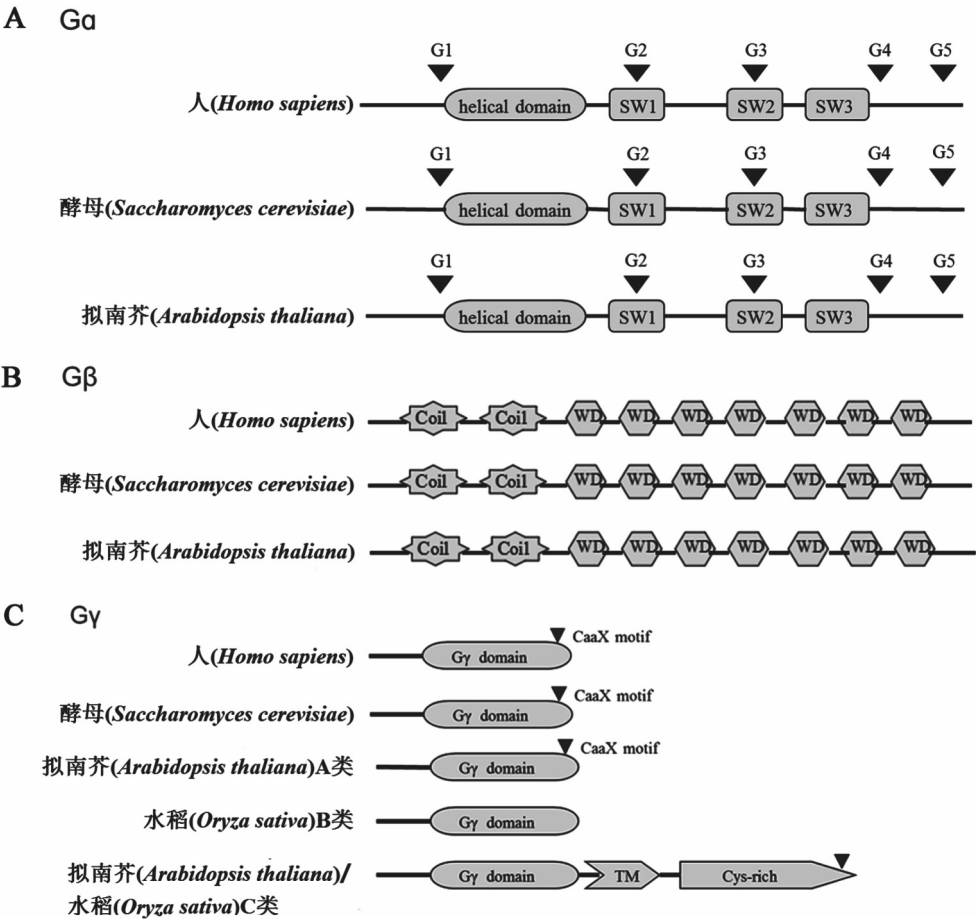 A Gα
G1 G2 G3 G4 G5
人(Homo sapiens) helical domain SW1 SW2 SW3
G1 G2 G3 G4 G5
酵母(Saccharomyces cerevisiae) helical domain SW1 SW2 SW3
G1 G2 G3 G4 G5
拟南芥(Arabidopsis thaliana) helical domain SW1 SW2 SW3
B Gβ
人(Homo sapiens) Coil Coil WD WD WD WD WD WD WD
酵母(Saccharomyces cerevisiae) Coil Coil WD WD WD WD WD WD WD
拟南芥(Arabidopsis thaliana) Coil Coil WD WD WD WD WD WD WD
C Gγ
CaaX motif
人(Homo sapiens) Gγ domain
CaaX motif
酵母(Saccharomyces cerevisiae) Gγ domain
CaaX motif
拟南芥(Arabidopsis thaliana)A类 Gγ domain
水稻(Oryza sativa)B类 Gγ domain
拟南芥(Arabidopsis thaliana)/ Gγ domain TM Cys-rich
水稻(Oryza sativa)C类